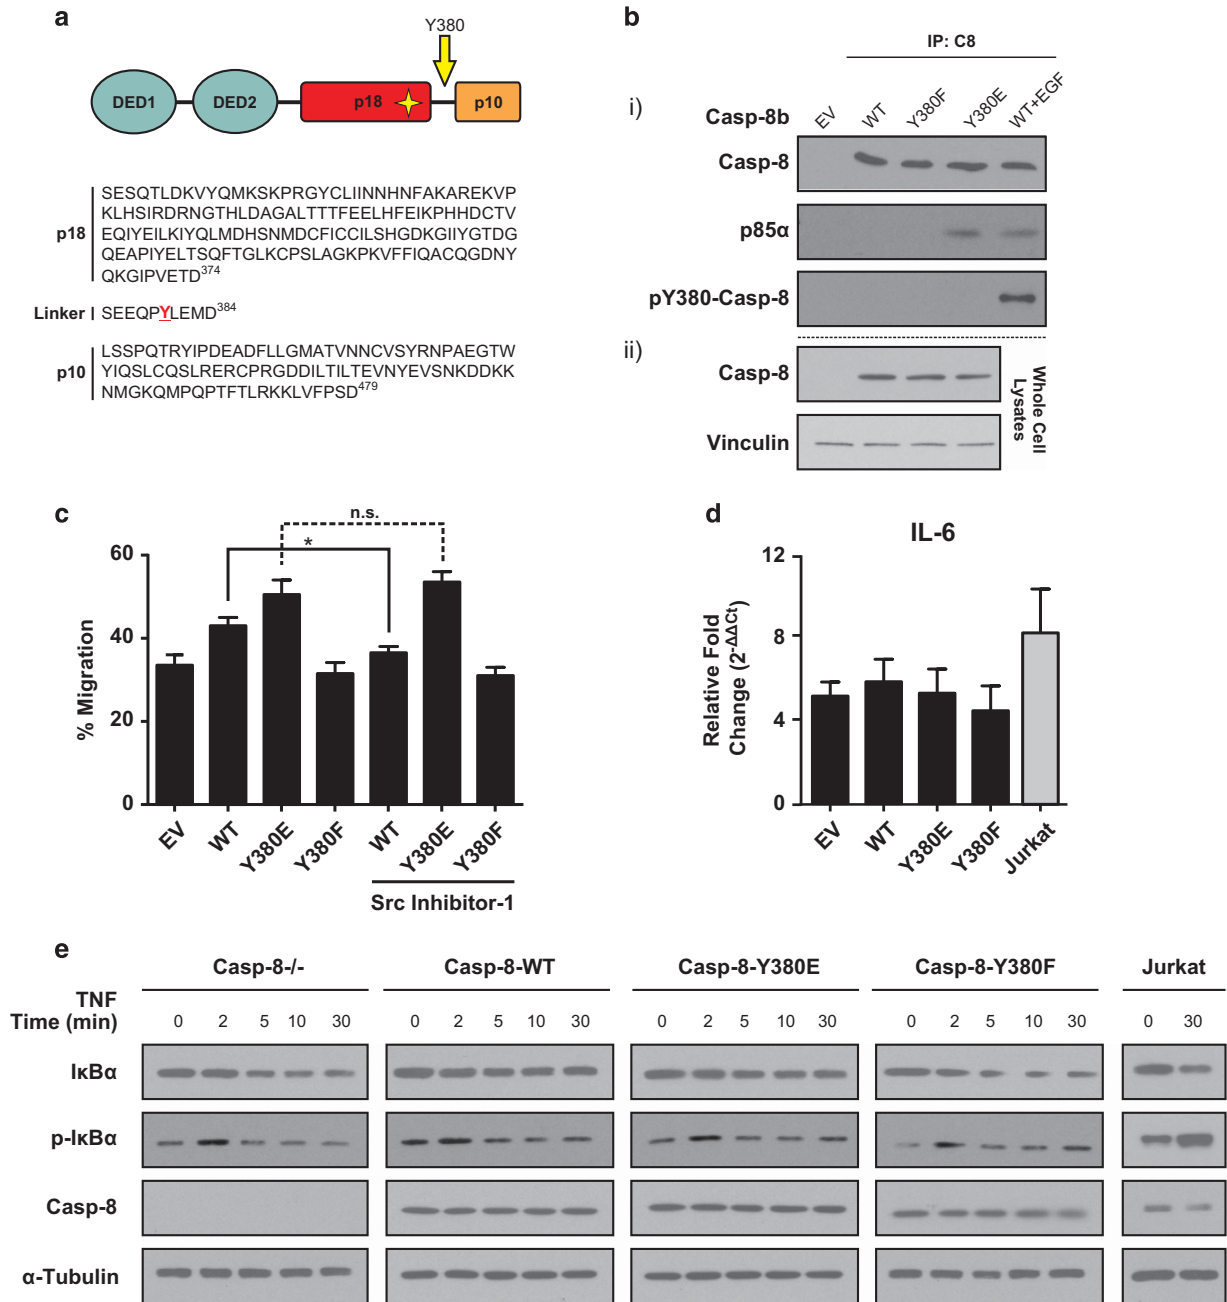 a
Y380
DED1
DED2
p18
p10
p18
SESQTLDKVYQMKSKPRGYCLIINNHNFAKAREKVP
KLHSIRDRNGTHLDAGALTTTFEELHFEIKPHHDCTV
EQIYEILKIYQLMDHSNMDCFICCILSHGDKGIIYGTDG
QEAPIYELTSQFTGLKCPSLAGKPKVFFIQACQGDNY
QKGIPVETD374
Linker
SEEQPYLEMD384
p10
LSSPQTRYIPDEADFLLGMATVNNCVSYRNPAEGTW
YIQSLCQSLRERCPRGDDILTILTEVNYEVSNKDDKK
NMGKQMPQPTFTLRKKLVFPSD479
b
IP: C8
i)
Casp-8b
EV
WT
Y380F
Y380E
WT+EGF
Casp-8
p85α
pY380-Casp-8
ii)
Casp-8
Vinculin
Whole Cell
Lysates
c
n.s.
*
% Migration
60
40
20
0
EV
WT
Y380E
Y380F
WT
Y380E
Y380F
Src Inhibitor-1
d
IL-6
Relative Fold
Change (2-ΔΔCt)
12
8
4
0
EV
WT
Y380E
Y380F
Jurkat
e
Casp-8-/-
Casp-8-WT
Casp-8-Y380E
Casp-8-Y380F
Jurkat
TNF
Time (min)
0 2 5 10 30
0 2 5 10 30
0 2 5 10 30
0 2 5 10 30
0 30
IκBα
p-IκBα
Casp-8
α-Tubulin